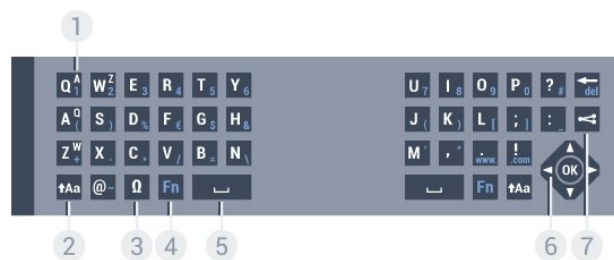 1
Q A 1 W Z 2 E 3 R 4 T 5 Y 6 U 7 I 8 O 9 P 0 ? # del
A Q ( S ) D % F € G $ H & J ( K ) L [ ; ] : _
Z W + X - C * V / B = N \ M ' , " . www. ! .com OK
Aa @ ~ Ω Fn Fn Aa
2 3 4 5 6 7